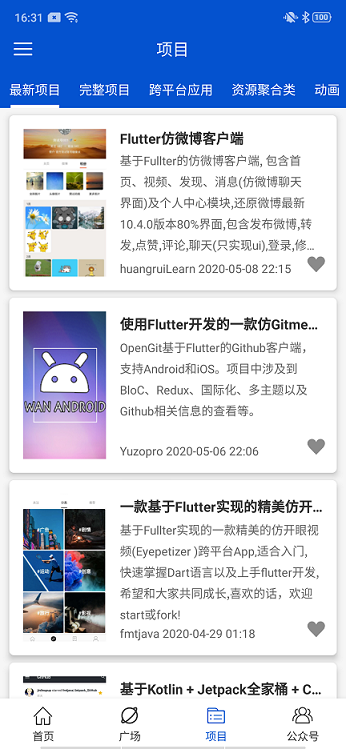 16:31
100
项目
最新项目 完整项目 跨平台应用 资源聚合类 动画
Flutter仿微博客户端
基于Fullter的仿微博客户端, 包含首
页、视频、发现、消息(仿微博聊天
界面)及个人中心模块,还原微博最新
10.4.0版本80%界面,包含发布微博,转
发,点赞,评论,聊天(只实现ui),登录,修…
huangruiLearn 2020-05-08 22:15
使用Flutter开发的一款仿Gitme…
OpenGit基于Flutter的Github客户端，
支持Android和iOS。项目中涉及到
BloC、Redux、国际化、多主题以及
Github相关信息的查看等。
WAN ANDROID
Yuzopro 2020-05-06 22:06
一款基于Flutter实现的精美仿开…
基于Fullter实现的一款精美的仿开眼视
频(Eyepetizer )跨平台App,适合入门,
快速掌握Dart语言以及上手flutter开发,
希望和大家共同成长,喜欢的话，欢迎
start或fork!
fmtjava 2020-04-29 01:18
基于Kotlin + Jetpack全家桶 + C…
首页 广场 项目 公众号